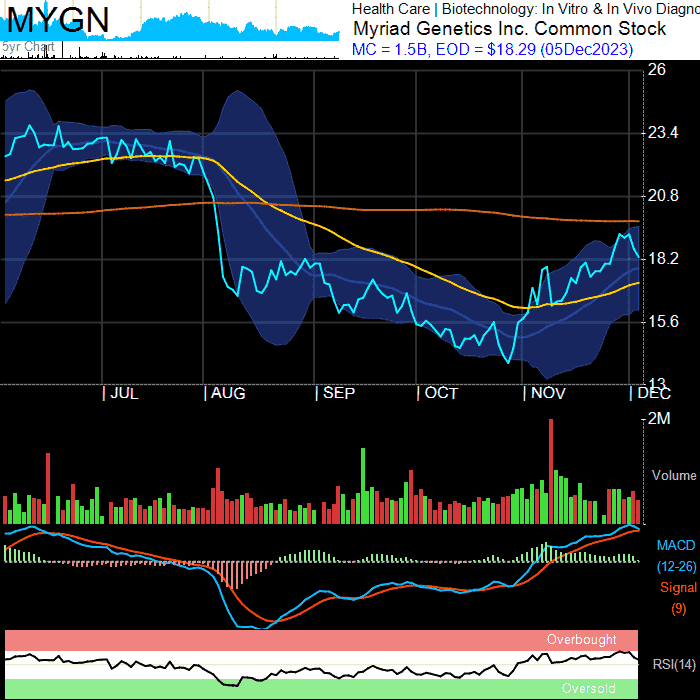 MYGN
5yr Chart
Health Care | Biotechnology: In Vitro & In Vivo Diagno
Myriad Genetics Inc. Common Stock
MC = 1.5B, EOD = $18.29 (05Dec2023)
26
23.4
20.8
18.2
15.6
13
| JUL | AUG | SEP | OCT | NOV | DEC
2M
Volume
MACD
(12-26)
Signal
(9)
Overbought
RSI(14)
Oversold